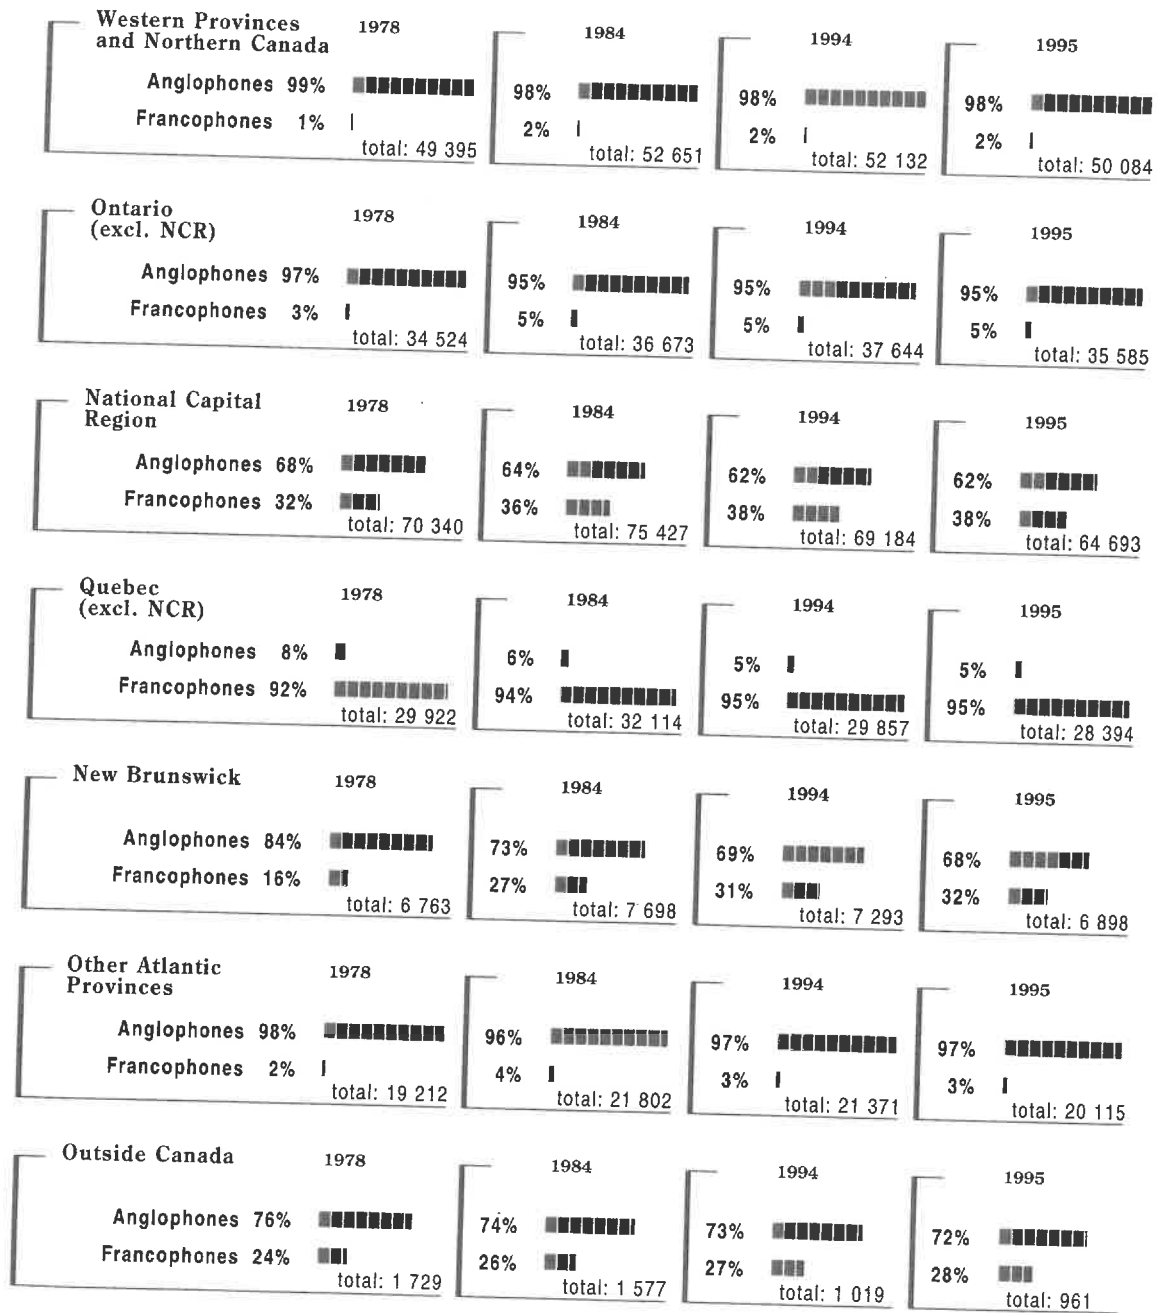 Western Provinces
and Northern Canada
1978
1984
1994
1995
Anglophones 99%
98%
98%
98%
Francophones 1%
2%
2%
2%
total: 49 395
total: 52 651
total: 52 132
total: 50 084
Ontario
(excl. NCR)
1978
1984
1994
1995
Anglophones 97%
95%
95%
95%
Francophones 3%
5%
5%
5%
total: 34 524
total: 36 673
total: 37 644
total: 35 585
National Capital
Region
1978
1984
1994
1995
Anglophones 68%
64%
62%
62%
Francophones 32%
36%
38%
38%
total: 70 340
total: 75 427
total: 69 184
total: 64 693
Quebec
(excl. NCR)
1978
1984
1994
1995
Anglophones 8%
6%
5%
5%
Francophones 92%
94%
95%
95%
total: 29 922
total: 32 114
total: 29 857
total: 28 394
New Brunswick
1978
1984
1994
1995
Anglophones 84%
73%
69%
68%
Francophones 16%
27%
31%
32%
total: 6 763
total: 7 698
total: 7 293
total: 6 898
Other Atlantic
Provinces
1978
1984
1994
1995
Anglophones 98%
96%
97%
97%
Francophones 2%
4%
3%
3%
total: 19 212
total: 21 802
total: 21 371
total: 20 115
Outside Canada
1978
1984
1994
1995
Anglophones 76%
74%
73%
72%
Francophones 24%
26%
27%
28%
total: 1 729
total: 1 577
total: 1 019
total: 961